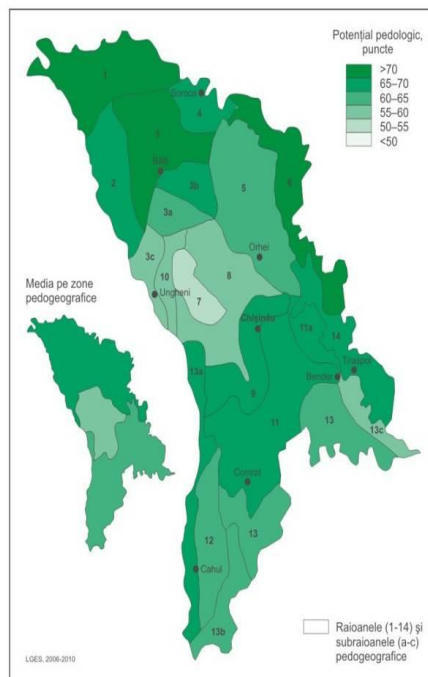 Potențial pedologic,
puncte
>70
65–70
60–65
55–60
50–55
<50
1
Soroca
4
3
6
2
Bălți
3b
5
3a
3c
Orhei
10
8
Ungheni
7
Media pe zone
pedogeografice
Chișinău
11a
14
13a
Tiraspol
Bender
9
11
13
13c
Comrat
12
13
Cahul
13b
Raioanele (1-14) și
subraioanele (a-c)
pedogeografice
LGES, 2006-2010